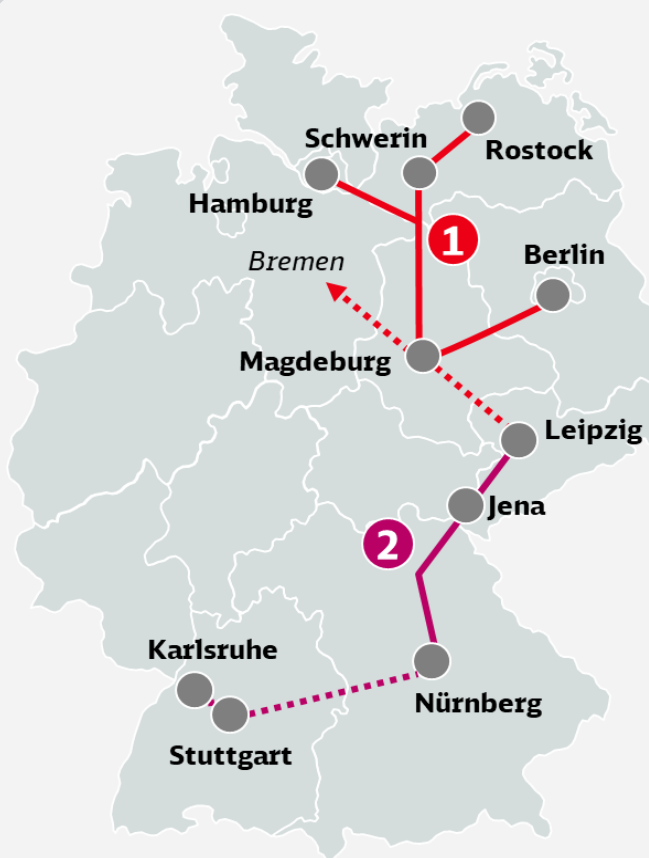 Schwerin
Rostock
Hamburg
1
Berlin
Bremen
Magdeburg
Leipzig
Jena
2
Karlsruhe
Nürnberg
Stuttgart